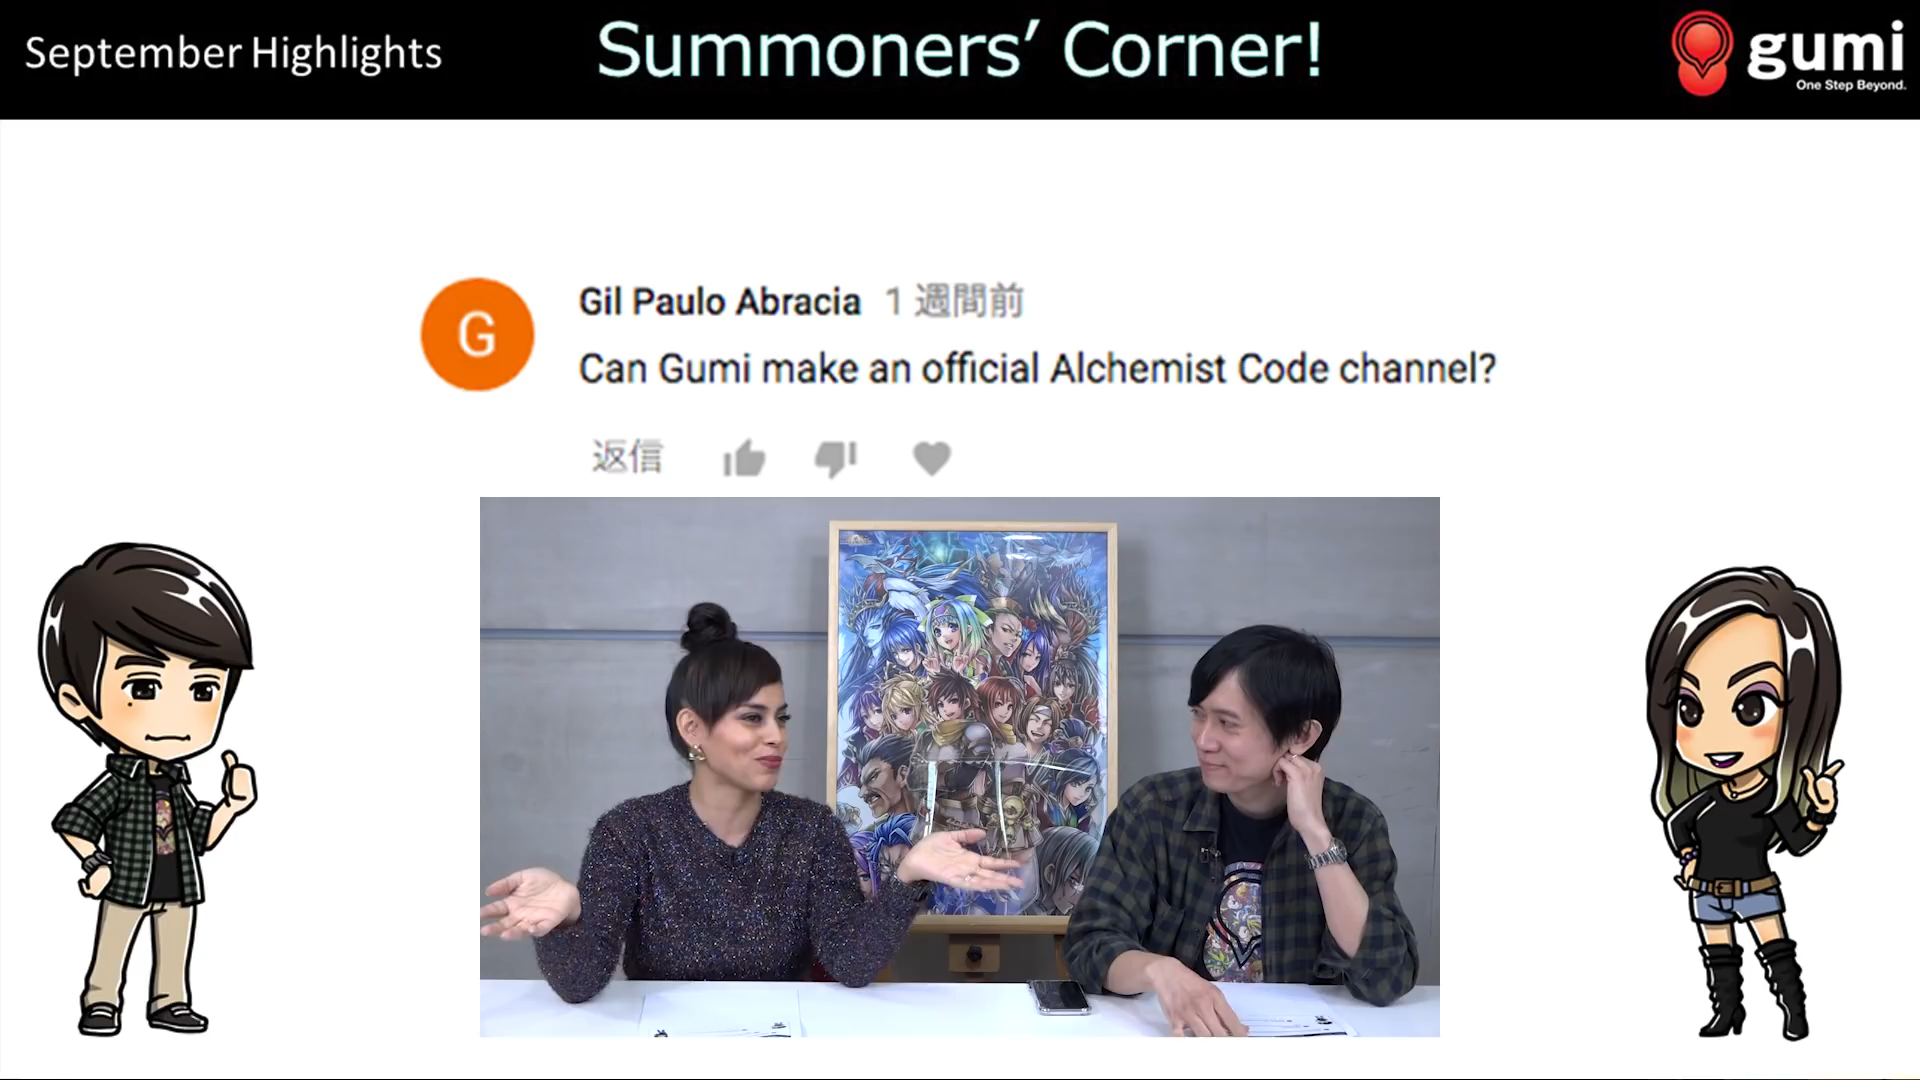 September Highlights
Summoners’ Corner!
gumi
One Step Beyond.
Gil Paulo Abracia 1 週間前
Can Gumi make an official Alchemist Code channel?
G
返信